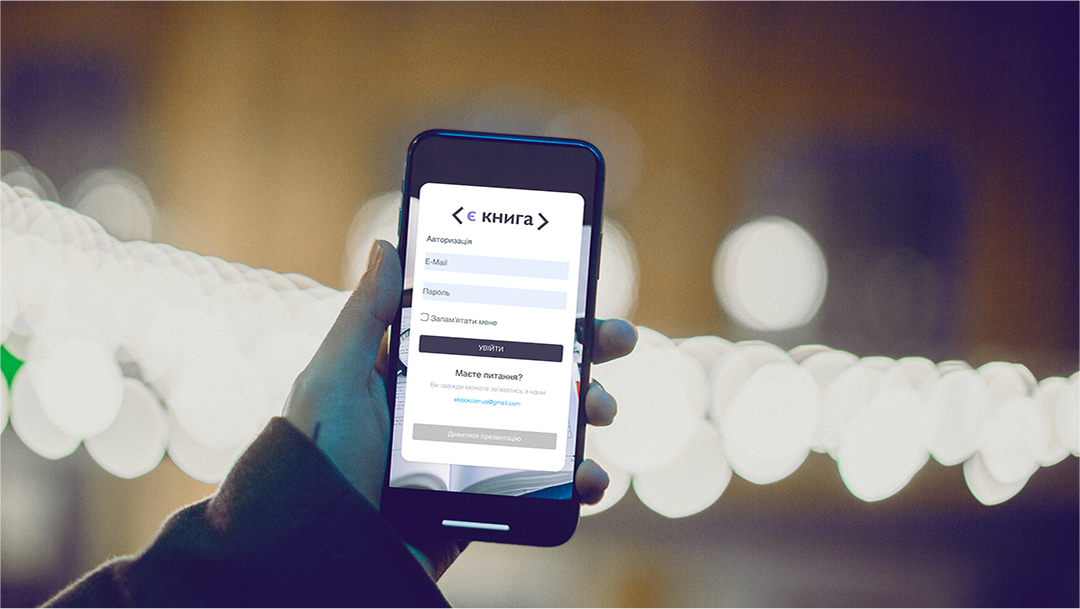 < є книга >
Авторизація
E-Mail
Пароль
Запам'ятати мене
УВІЙТИ
Маєте питання?
Ви завжди можете зв'язатись з нами
ebookcomua@gmail.com
Дивитися презентацію